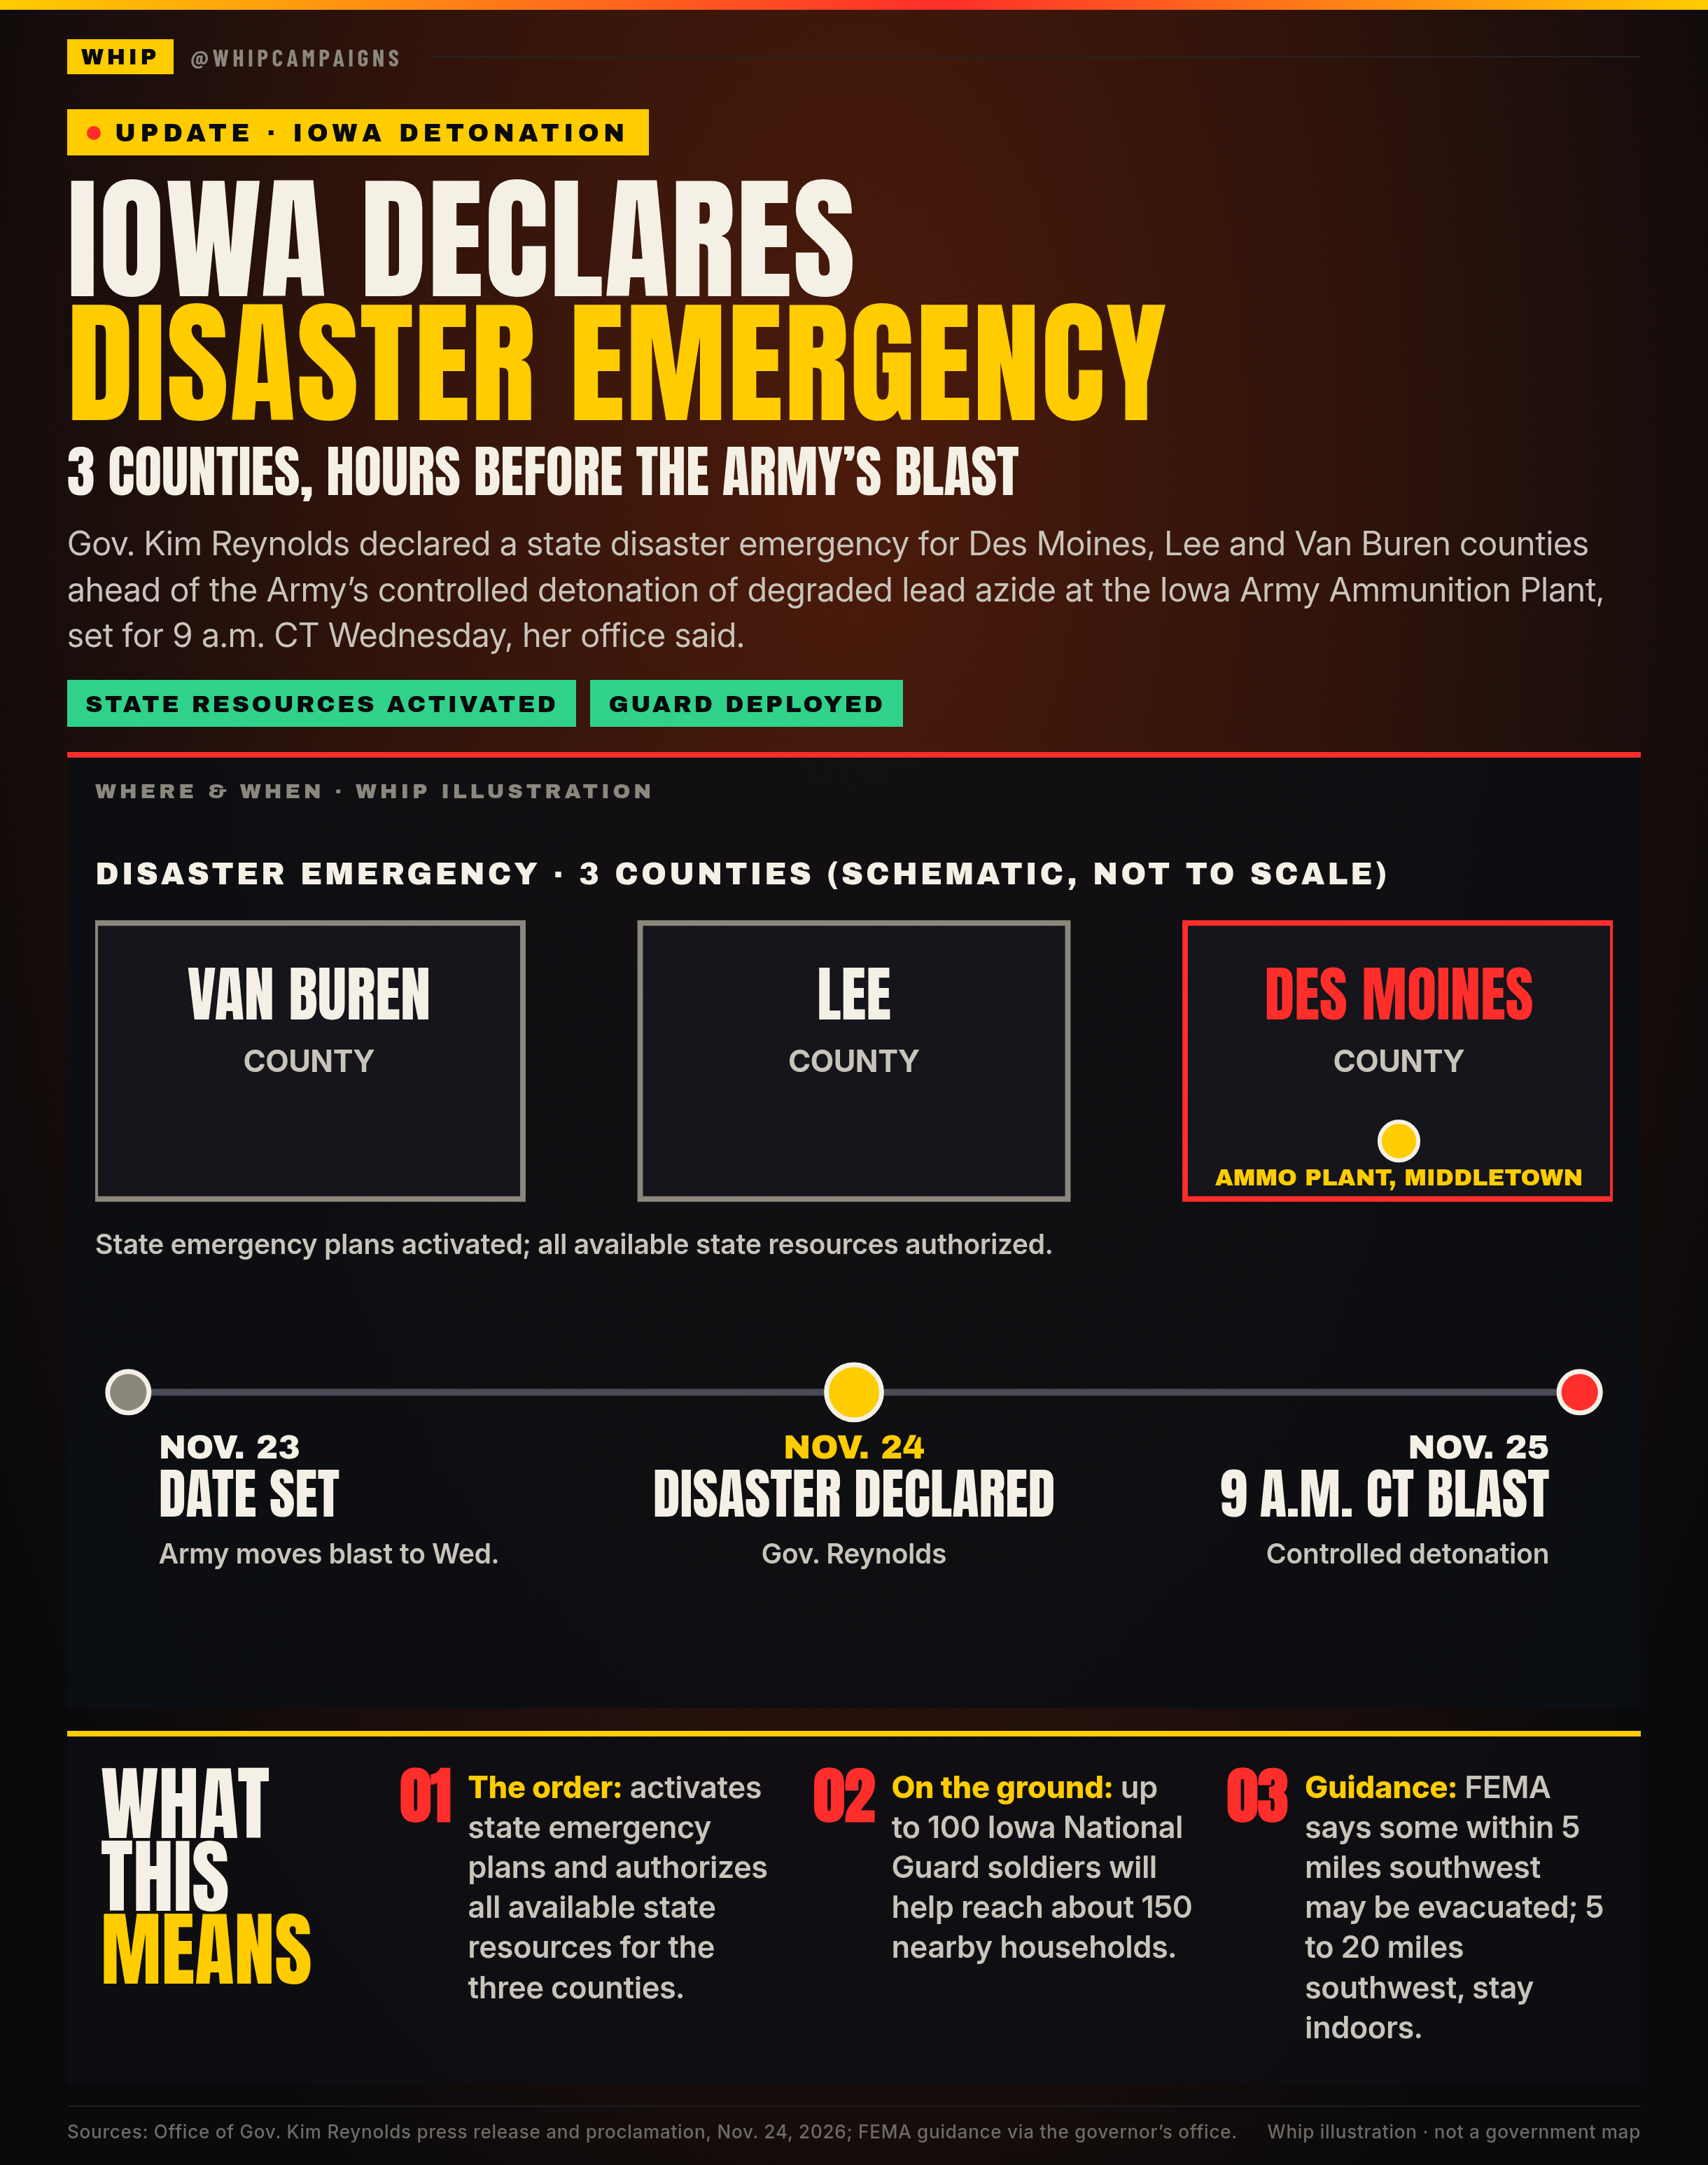 WHIP @WHIPCAMPAIGNS
UPDATE · IOWA DETONATION
IOWA DECLARES
DISASTER EMERGENCY
3 COUNTIES, HOURS BEFORE THE ARMY’S BLAST
Gov. Kim Reynolds declared a state disaster emergency for Des Moines, Lee and Van Buren counties
ahead of the Army’s controlled detonation of degraded lead azide at the Iowa Army Ammunition Plant,
set for 9 a.m. CT Wednesday, her office said.
STATE RESOURCES ACTIVATED
GUARD DEPLOYED
WHERE & WHEN · WHIP ILLUSTRATION
DISASTER EMERGENCY · 3 COUNTIES (SCHEMATIC, NOT TO SCALE)
VAN BUREN
COUNTY
LEE
COUNTY
DES MOINES
COUNTY
AMMO PLANT, MIDDLETOWN
State emergency plans activated; all available state resources authorized.
NOV. 23
DATE SET
Army moves blast to Wed.
NOV. 24
DISASTER DECLARED
Gov. Reynolds
NOV. 25
9 A.M. CT BLAST
Controlled detonation
WHAT
THIS
MEANS
01
The order: activates
state emergency
plans and authorizes
all available state
resources for the
three counties.
02
On the ground: up
to 100 Iowa National
Guard soldiers will
help reach about 150
nearby households.
03
Guidance: FEMA
says some within 5
miles southwest
may be evacuated; 5
to 20 miles
southwest, stay
indoors.
Sources: Office of Gov. Kim Reynolds press release and proclamation, Nov. 24, 2026; FEMA guidance via the governor’s office.
Whip illustration · not a government map